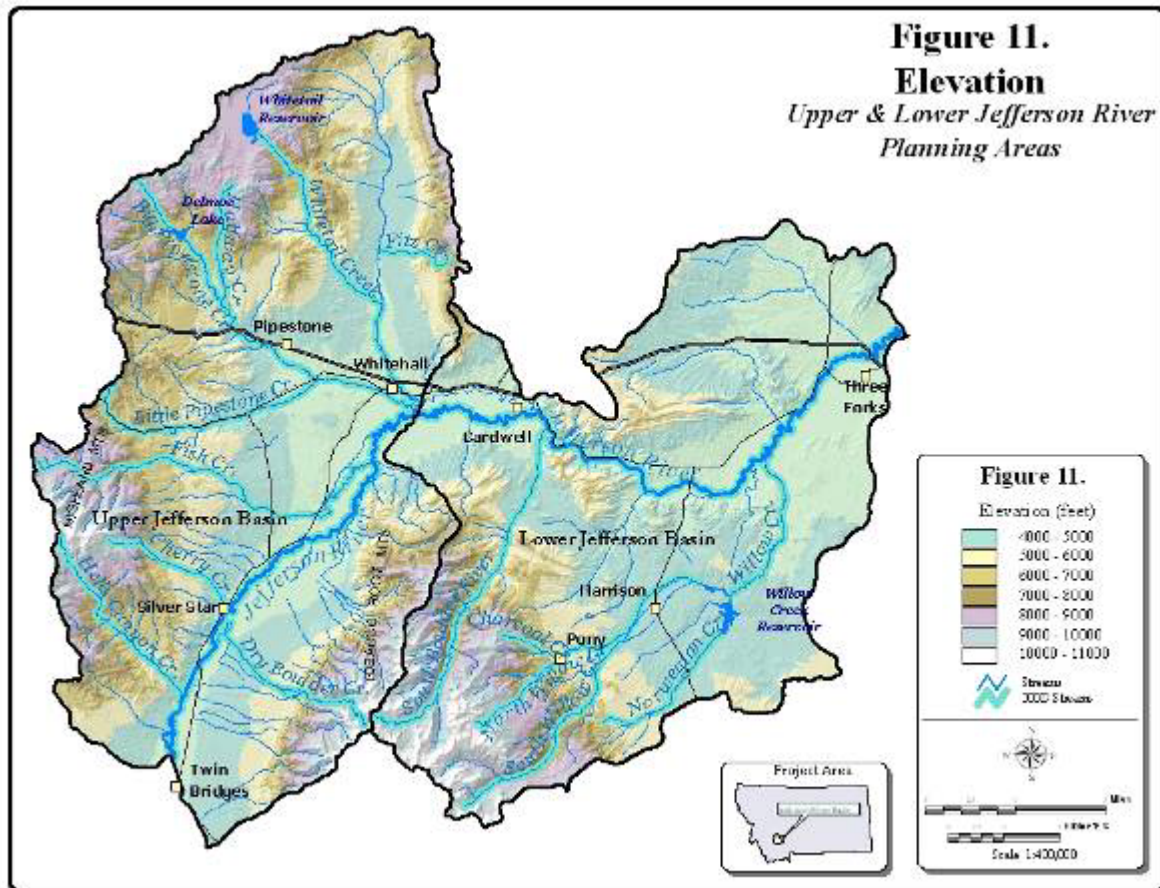 Figure 11.
Elevation
Upper & Lower Jefferson River
Planning Areas
Whitetail
Reservoir
Delmoe
Lake
Whitetail Creek
Fitz Cr.
Pipestone
Whitehall
Little Pipestone Cr.
Cardwell
Three
Forks
Fish Cr.
Upper Jefferson Basin
Lower Jefferson Basin
Cherry Cr.
Jefferson River
Willow Cr.
Harrison
Willow
Creek
Reservoir
Silver Star
Pony
Norwegian Cr.
Dry Boulder Cr.
Twin
Bridges
Figure 11.
Elevation (feet)
4000 - 5000
5000 - 6000
6000 - 7000
7000 - 8000
8000 - 9000
9000 - 10000
10000 - 11000
Streams
Project Area
Miles
Scale 1:400,000